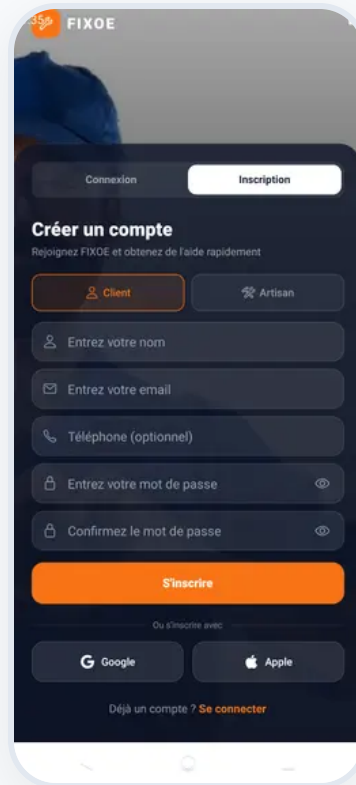 FIXOE
Connexion Inscription
Créer un compte
Rejoignez FIXOE et obtenez de l'aide rapidement
Client Artisan
Entrez votre nom
Entrez votre email
Téléphone (optionnel)
Entrez votre mot de passe
Confirmez le mot de passe
S'inscrire
Ou s'inscrire avec
Google Apple
Déjà un compte ? Se connecter